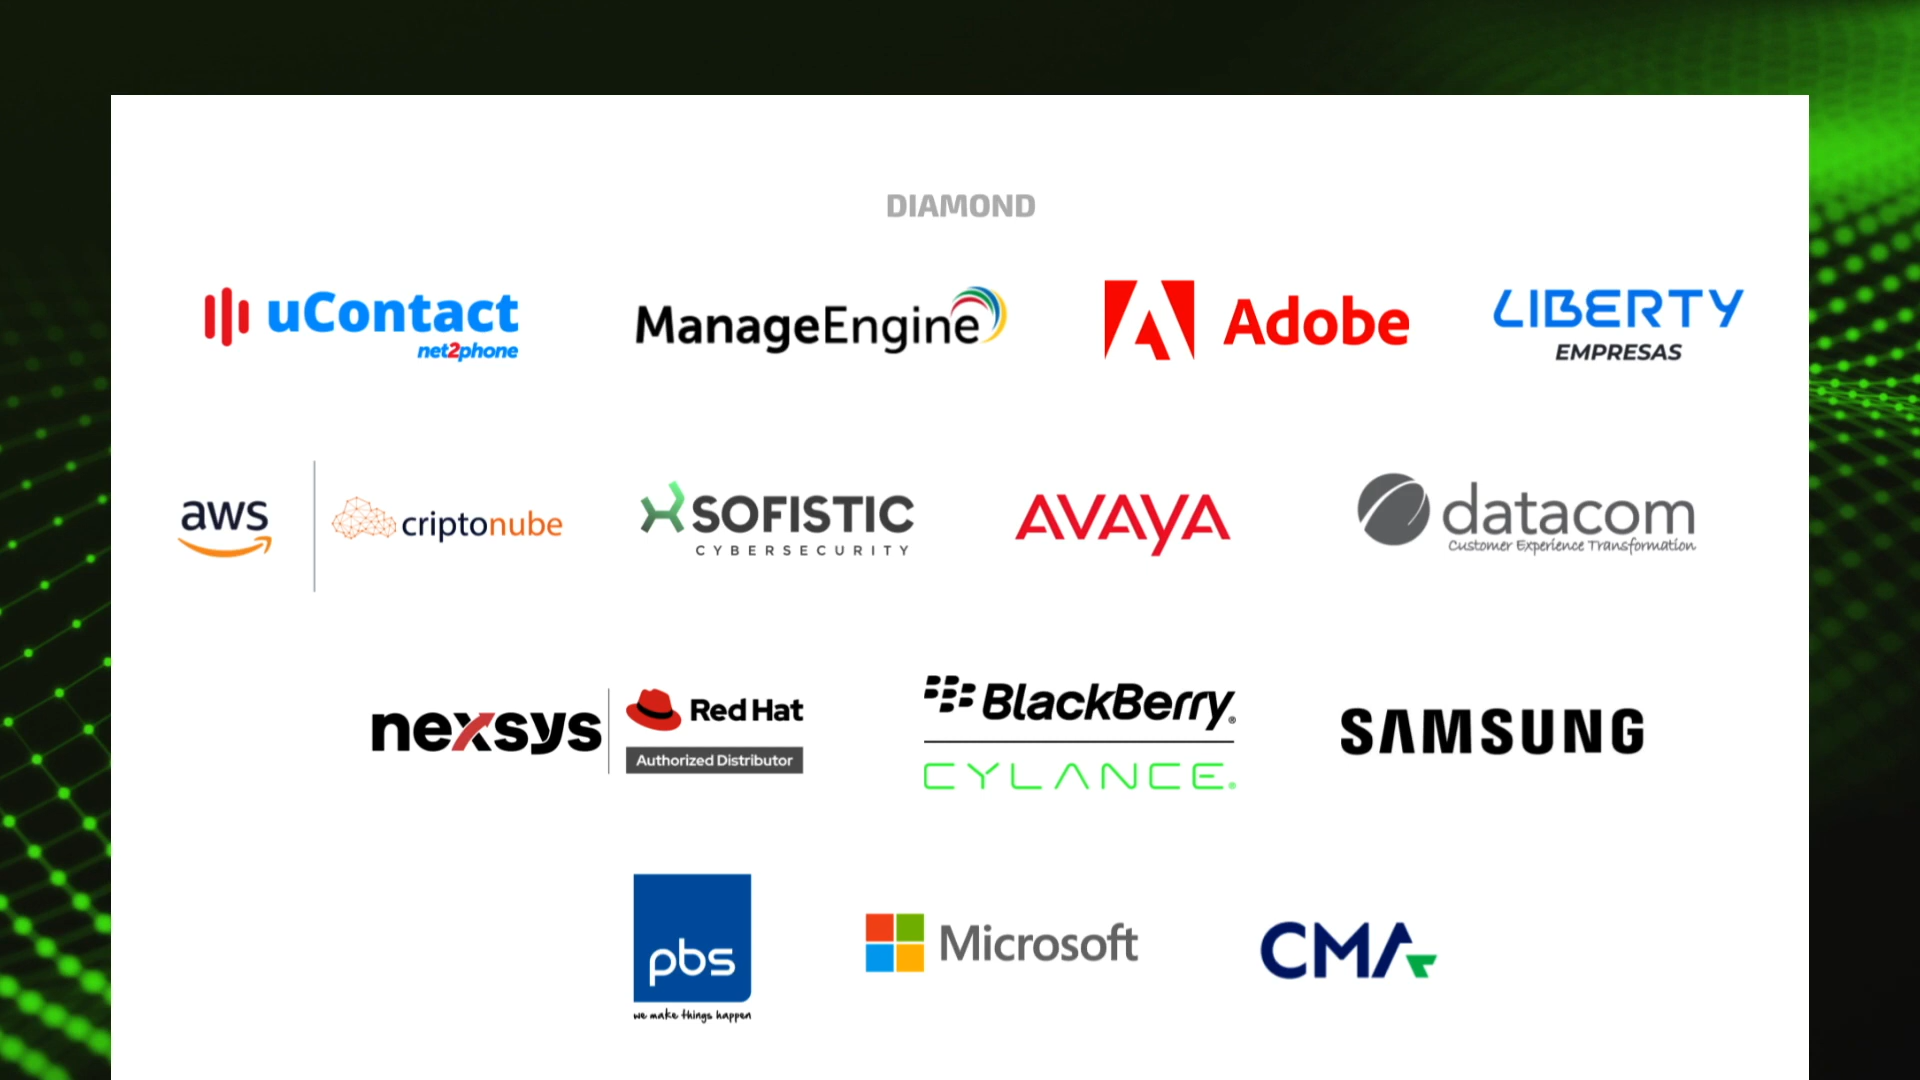 DIAMOND
uContact
net2phone
ManageEngine
Adobe
LIBERTY
EMPRESAS
aws
criptonube
SOFISTIC
CYBERSECURITY
AVAYA
datacom
Customer Experience Transformation
nexsys
Red Hat
Authorized Distributor
BlackBerry®
CYLANCE®
SAMSUNG
pbs
we make things happen
Microsoft
CMA